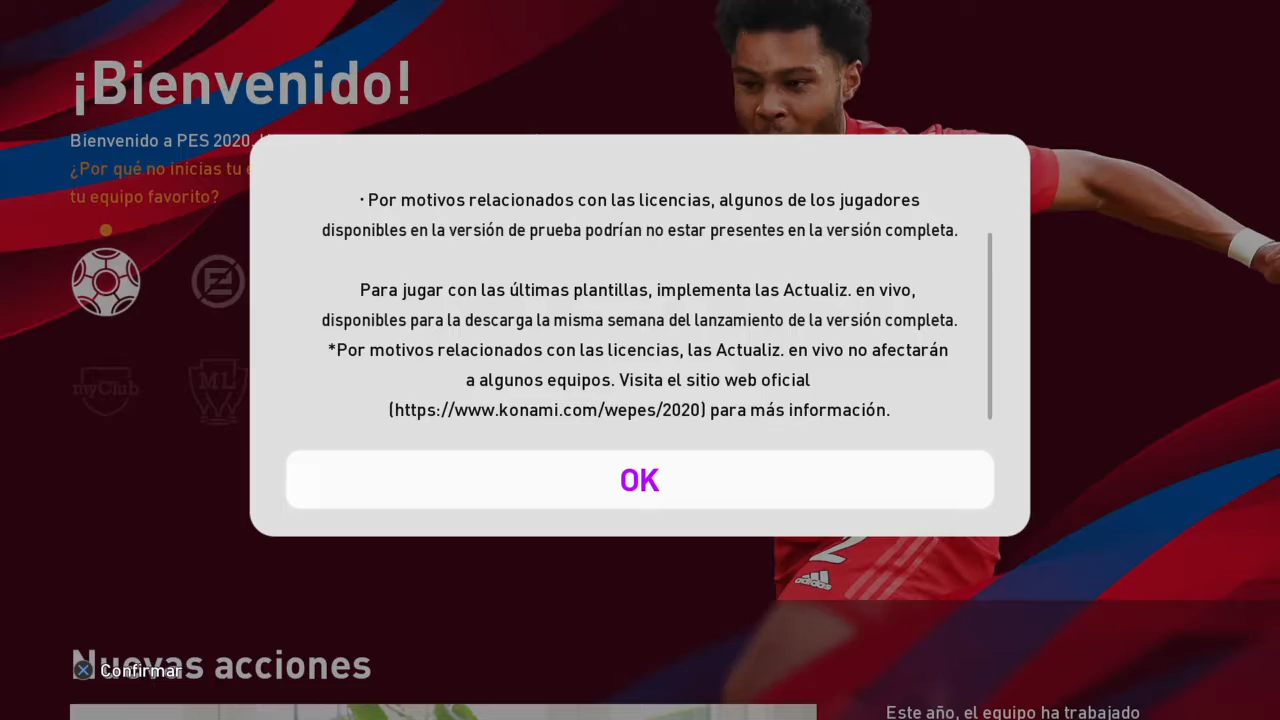 ¡Bienvenido!
Bienvenido a PES 2020.
¿Por qué no inicias tu
tu equipo favorito?
· Por motivos relacionados con las licencias, algunos de los jugadores
disponibles en la versión de prueba podrían no estar presentes en la versión completa.
Para jugar con las últimas plantillas, implementa las Actualiz. en vivo,
disponibles para la descarga la misma semana del lanzamiento de la versión completa.
*Por motivos relacionados con las licencias, las Actualiz. en vivo no afectarán
a algunos equipos. Visita el sitio web oficial
(https://www.konami.com/wepes/2020) para más información.
OK
myClub
ML
2
Nuevas acciones
Confirmar
Este año, el equipo ha trabajado